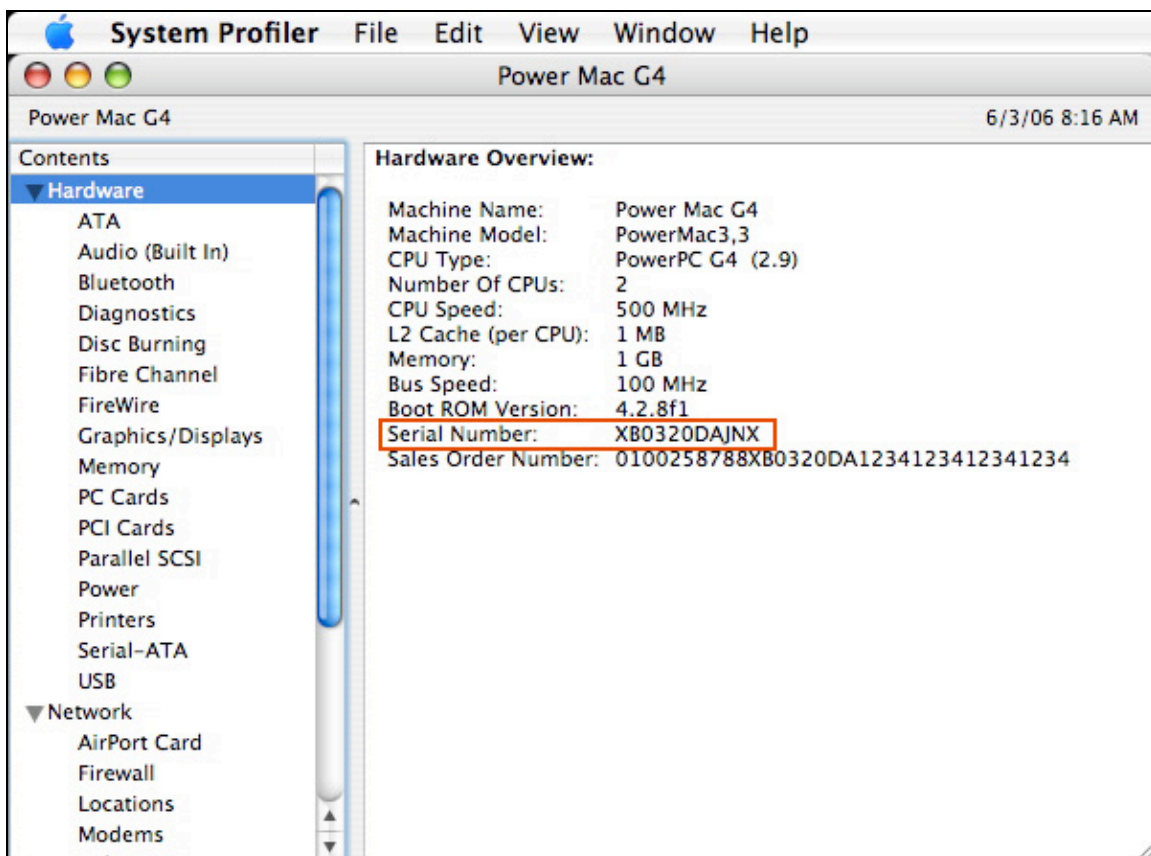 System Profiler File Edit View Window Help
Power Mac G4
Power Mac G4 6/3/06 8:16 AM
Contents
Hardware
ATA
Audio (Built In)
Bluetooth
Diagnostics
Disc Burning
Fibre Channel
FireWire
Graphics/Displays
Memory
PC Cards
PCI Cards
Parallel SCSI
Power
Printers
Serial-ATA
USB
Network
AirPort Card
Firewall
Locations
Modems
Hardware Overview:
Machine Name: Power Mac G4
Machine Model: PowerMac3,3
CPU Type: PowerPC G4 (2.9)
Number Of CPUs: 2
CPU Speed: 500 MHz
L2 Cache (per CPU): 1 MB
Memory: 1 GB
Bus Speed: 100 MHz
Boot ROM Version: 4.2.8f1
Serial Number: XB0320DAJNX
Sales Order Number: 0100258788XB0320DA1234123412341234